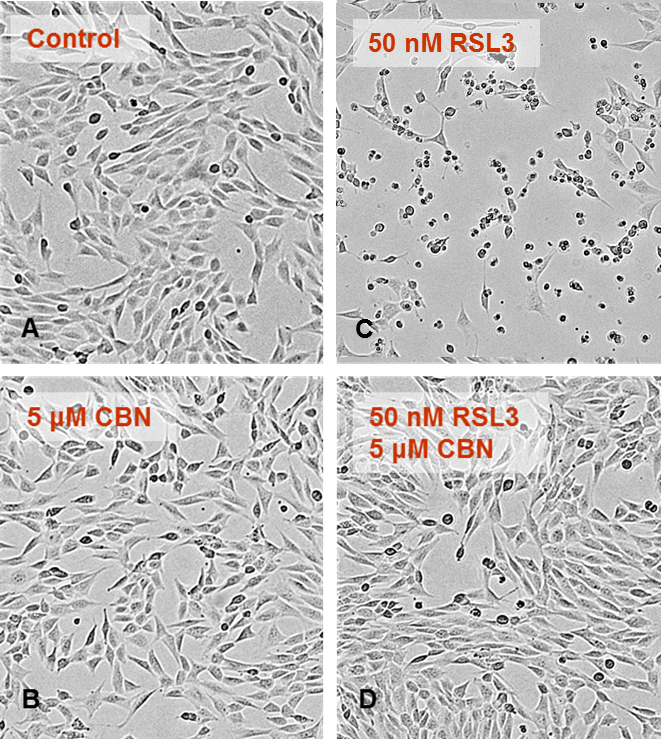 Control
A
50 nM RSL3
C
5 µM CBN
B
50 nM RSL3
5 µM CBN
D